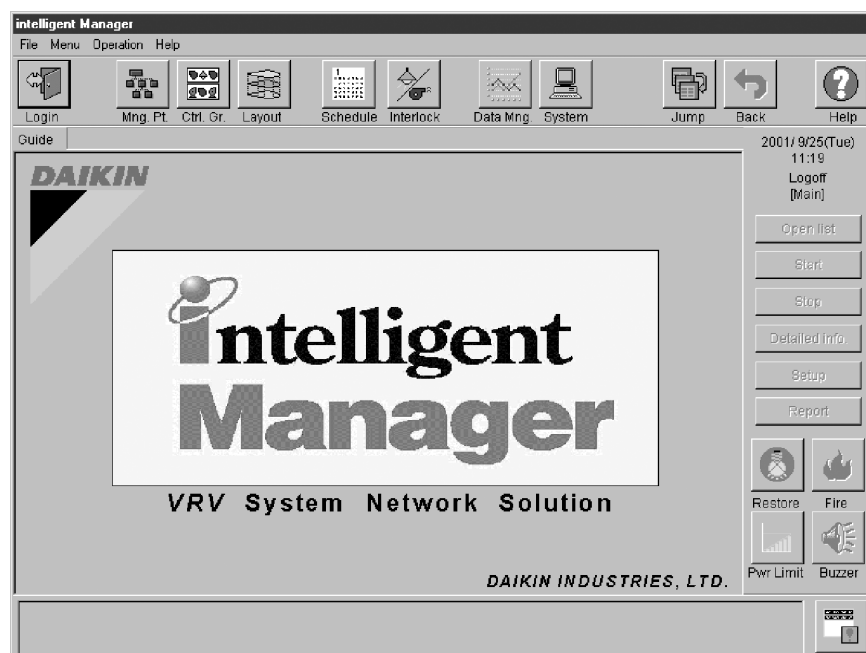 intelligent Manager
File Menu Operation Help
Login Mng. Pt. Ctrl. Gr. Layout Schedule Interlock Data Mng. System Jump Back Help
Guide
2001/ 9/25(Tue)
11:19
Logoff
[Main]
DAIKIN
Open list
Start
Stop
Detailed Info
Setup
Report
intelligent
Manager
VRV System Network Solution
Restore Fire
Pwr Limit Buzzer
DAIKIN INDUSTRIES, LTD.